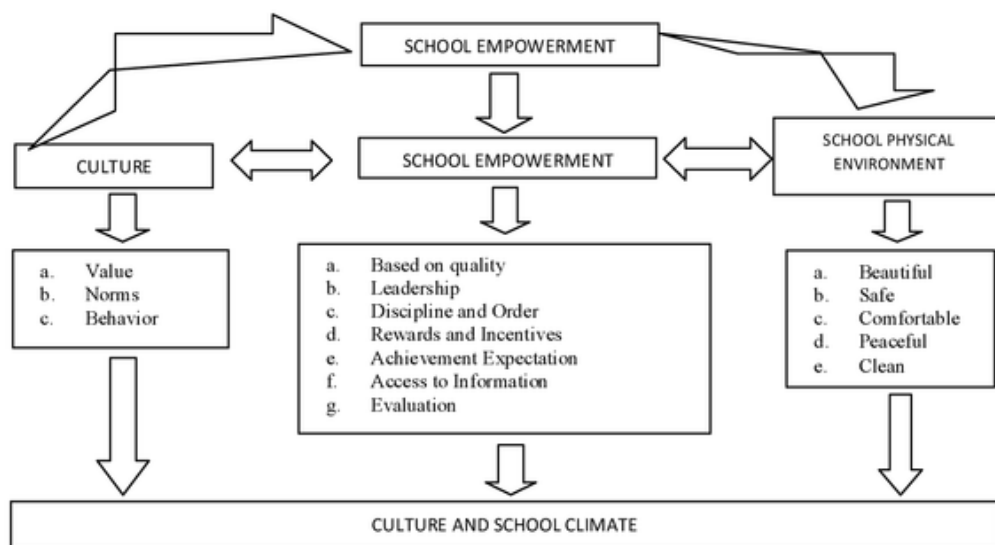 SCHOOL EMPOWERMENT
CULTURE
SCHOOL EMPOWERMENT
SCHOOL PHYSICAL
ENVIRONMENT
a. Value
b. Norms
c. Behavior
a. Based on quality
b. Leadership
c. Discipline and Order
d. Rewards and Incentives
e. Achievement Expectation
f. Access to Information
g. Evaluation
a. Beautiful
b. Safe
c. Comfortable
d. Peaceful
e. Clean
CULTURE AND SCHOOL CLIMATE